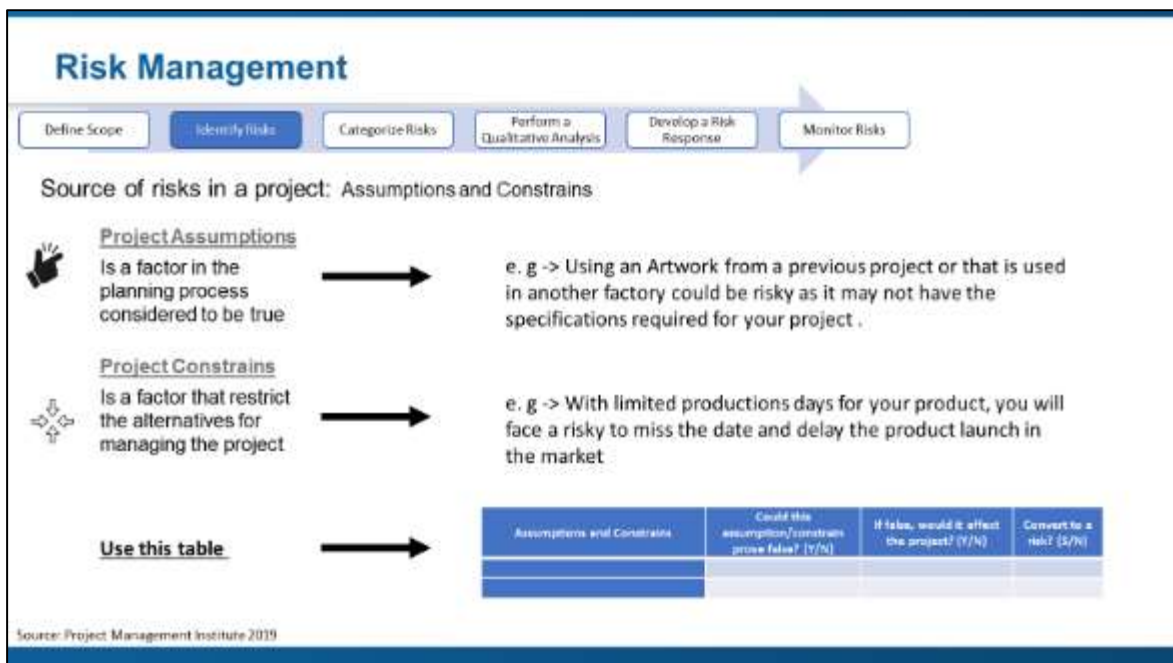 Risk Management
Define Scope
Identify Risks
Categorize Risks
Perform a
Qualitative Analysis
Develop a Risk
Response
Monitor Risks
Source of risks in a project: Assumptions and Constrains
Project Assumptions
Is a factor in the
planning process
considered to be true
e. g -> Using an Artwork from a previous project or that is used
in another factory could be risky as it may not have the
specifications required for your project .
Project Constrains
Is a factor that restrict
the alternatives for
managing the project
e. g -> With limited productions days for your product, you will
face a risky to miss the date and delay the product launch in
the market
Use this table
Assumptions and Constrains
Could this
assumption/constrain
prose false? (Y/N)
If false, would it affect
the project? (Y/N)
Convert to a
risk? (S/N)
Source: Project Management Institute 2019